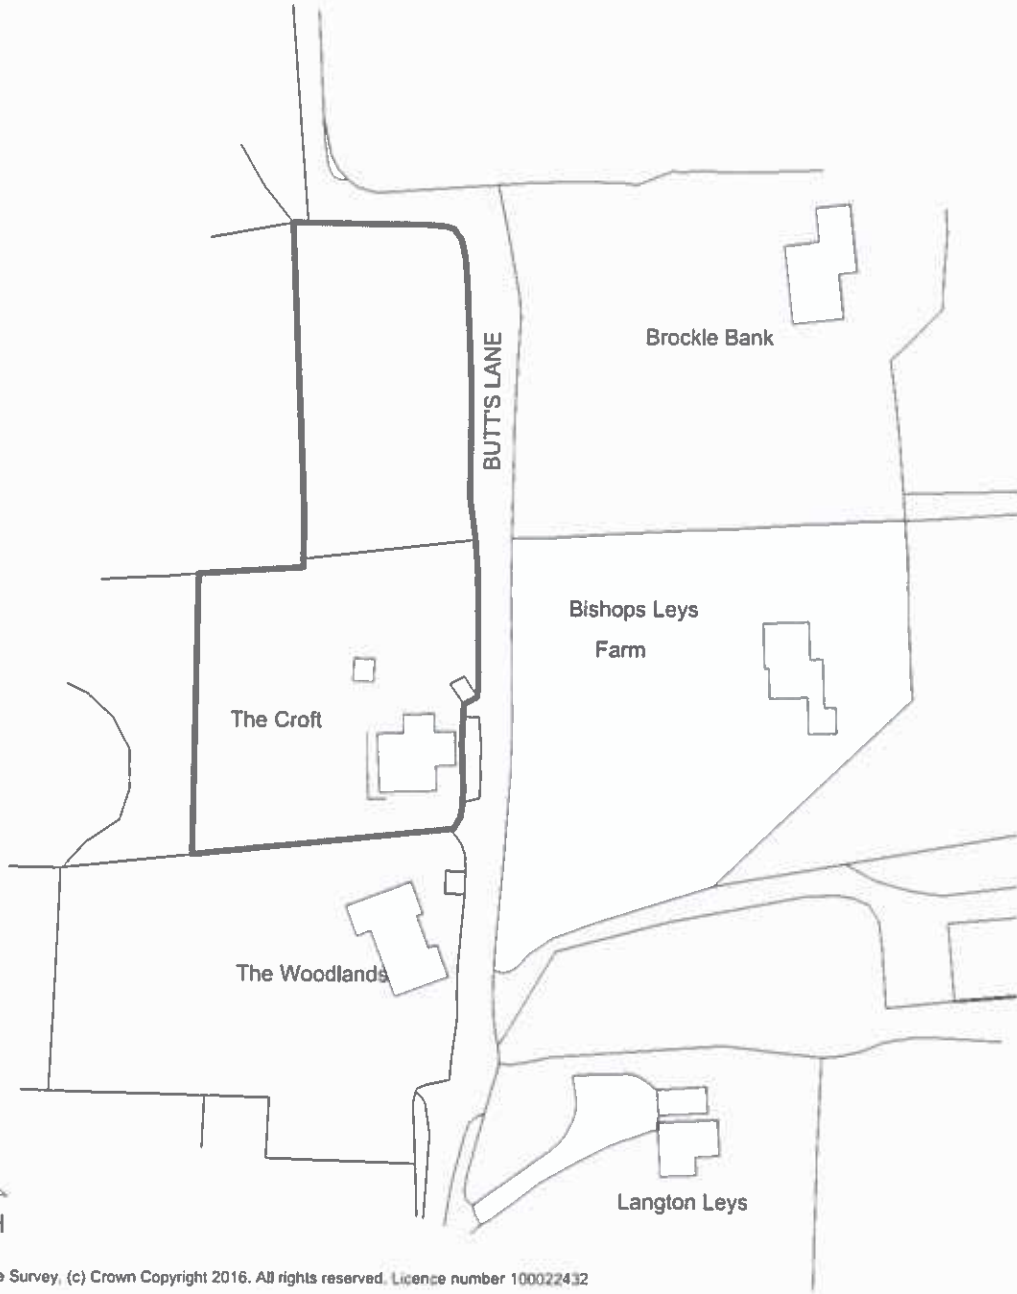 Brockle Bank
BUTT'S LANE
Bishops Leys
Farm
The Croft
The Woodlands
Langton Leys
Survey, (c) Crown Copyright 2016. All rights reserved. Licence number 100022432